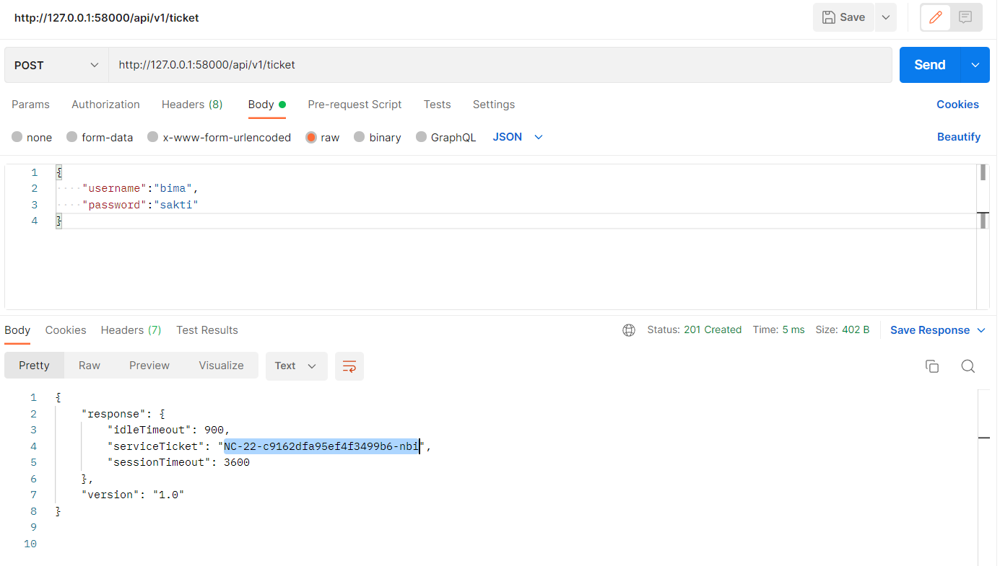 http://127.0.0.1:58000/api/v1/ticket
Save
POST
http://127.0.0.1:58000/api/v1/ticket
Send
Params Authorization Headers (8) Body Pre-request Script Tests Settings Cookies
none form-data x-www-form-urlencoded raw binary GraphQL JSON Beautify
1 {
2 ····"username":"bima",
3 ····"password":"sakti"
4 }
Body Cookies Headers (7) Test Results Status: 201 Created Time: 5 ms Size: 402 B Save Response
Pretty Raw Preview Visualize Text
1 {
2 "response": {
3 "idleTimeout": 900,
4 "serviceTicket": "NC-22-c9162dfa95ef4f3499b6-nbi",
5 "sessionTimeout": 3600
6 },
7 "version": "1.0"
8 }
9
10